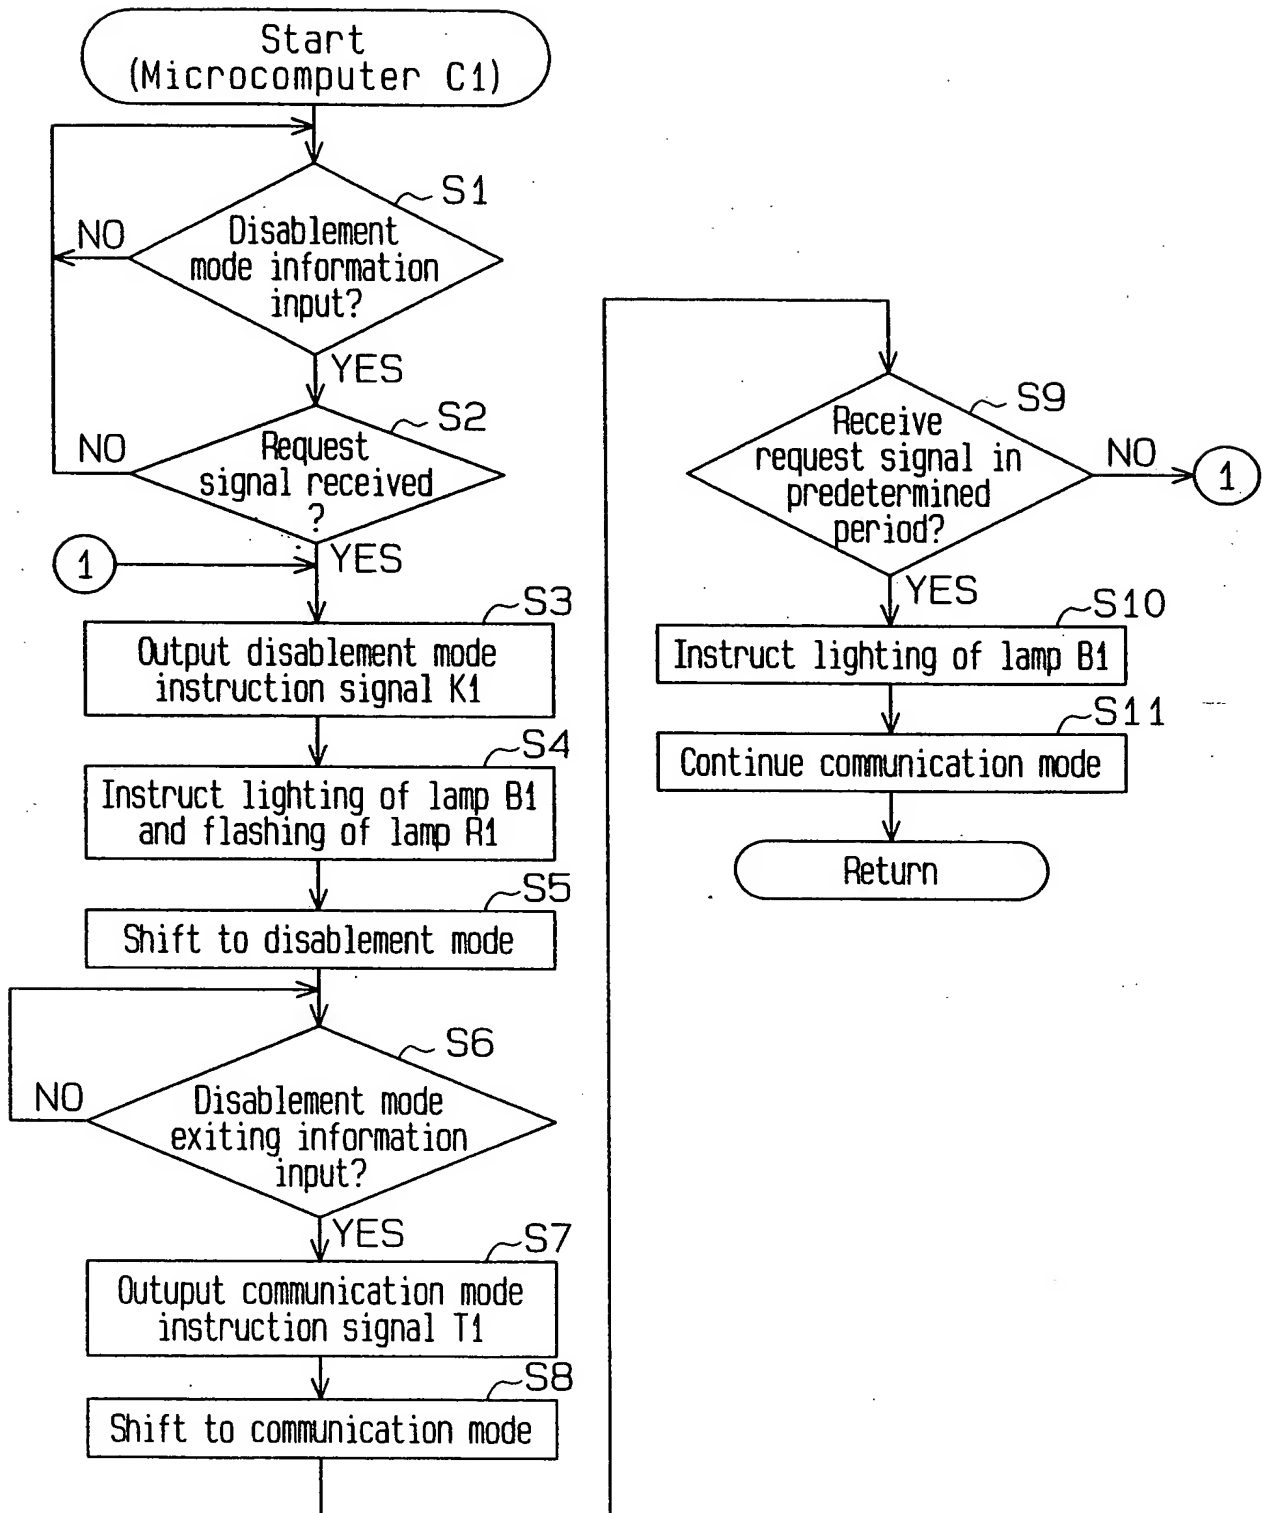 Start
(Microcomputer C1)
S1
NO
Disablement
mode information
input?
YES
S2
NO
Request
signal received
?
YES
1
S3
Output disablement mode
instruction signal K1
S4
Instruct lighting of lamp B1
and flashing of lamp R1
S5
Shift to disablement mode
S6
NO
Disablement mode
exiting information
input?
YES
S7
Outuput communication mode
instruction signal T1
S8
Shift to communication mode
S9
Receive
request signal in
predetermined
period?
NO
1
YES
S10
Instruct lighting of lamp B1
S11
Continue communication mode
Return